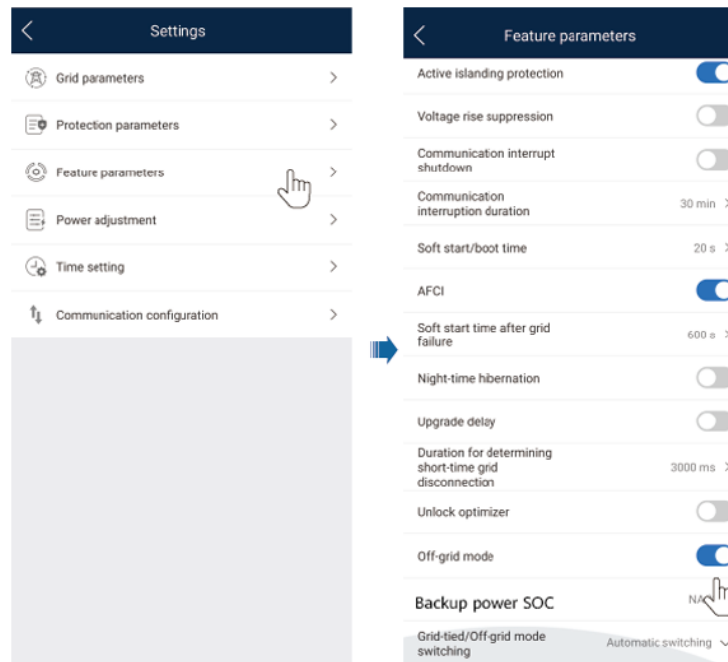 Settings
Grid parameters
Protection parameters
Feature parameters
Power adjustment
Time setting
Communication configuration
Feature parameters
Active islanding protection
Voltage rise suppression
Communication interrupt
shutdown
Communication
interruption duration
30 min
Soft start/boot time
20 s
AFCI
Soft start time after grid
failure
600 s
Night-time hibernation
Upgrade delay
Duration for determining
short-time grid
disconnection
3000 ms
Unlock optimizer
Off-grid mode
Backup power SOC
NA
Grid-tied/Off-grid mode
switching
Automatic switching